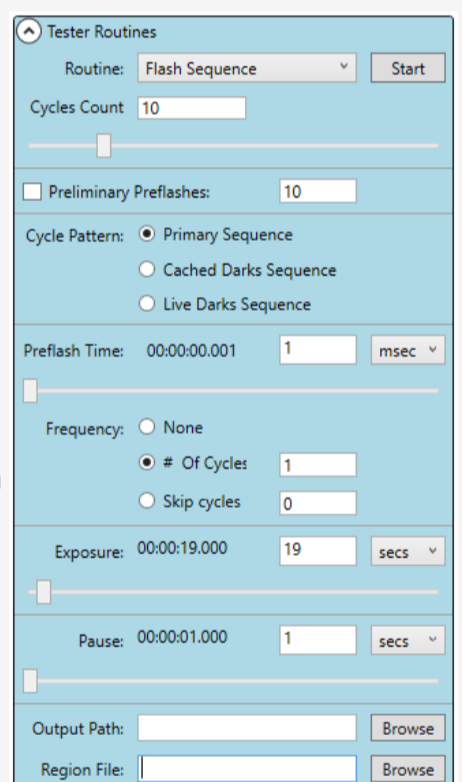 Tester Routines
Routine: Flash Sequence Start
Cycles Count 10
Preliminary Preflashes: 10
Cycle Pattern: Primary Sequence
Cached Darks Sequence
Live Darks Sequence
Preflash Time: 00:00:00.001 1 msec
Frequency: None
# Of Cycles 1
Skip cycles 0
Exposure: 00:00:19.000 19 secs
Pause: 00:00:01.000 1 secs
Output Path: Browse
Region File: Browse